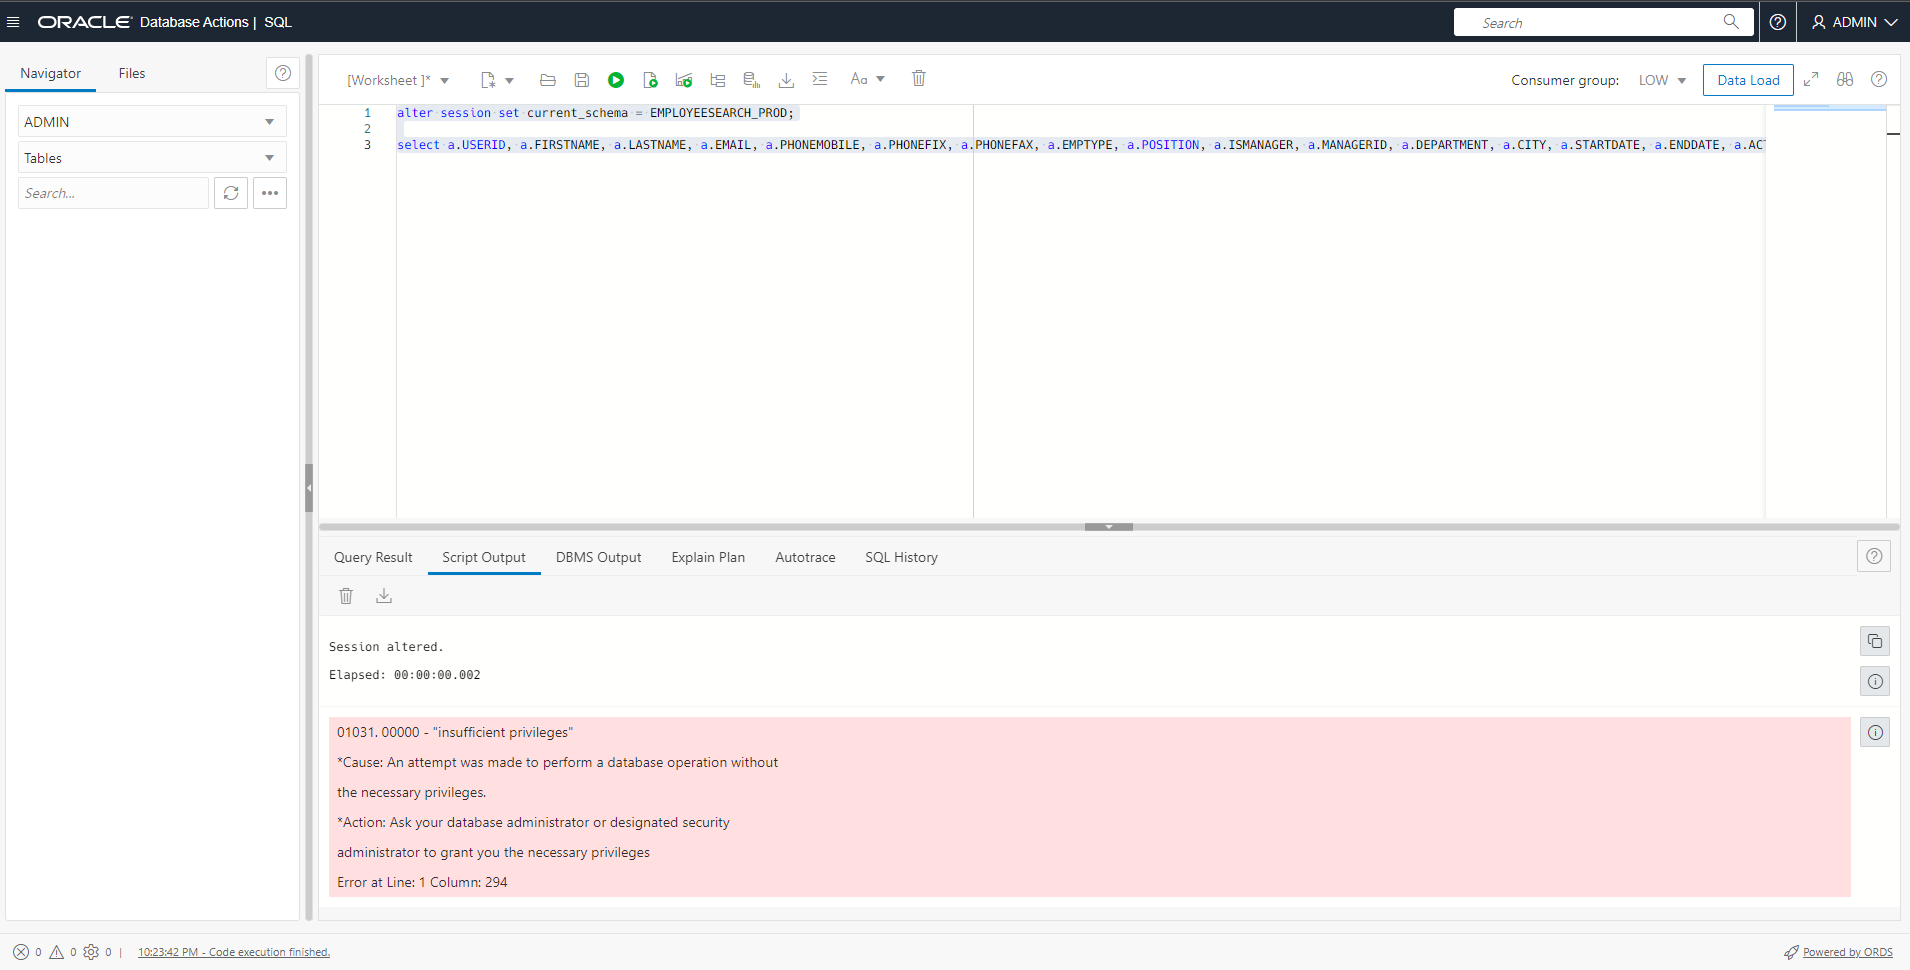 ORACLE Database Actions | SQL
Search
ADMIN
Navigator
Files
ADMIN
Tables
Search...
[Worksheet ]*
Aa
Consumer group: LOW
Data Load
1 alter session set current_schema = EMPLOYEESEARCH_PROD;
2
3 select a.USERID, a.FIRSTNAME, a.LASTNAME, a.EMAIL, a.PHONEMOBILE, a.PHONEFIX, a.PHONEFAX, a.EMPTYPE, a.POSITION, a.ISMANAGER, a.MANAGERID, a.DEPARTMENT, a.CITY, a.STARTDATE, a.ENDDATE, a.AC
Query Result
Script Output
DBMS Output
Explain Plan
Autotrace
SQL History
Session altered.
Elapsed: 00:00:00.002
01031. 00000 - "insufficient privileges"
*Cause: An attempt was made to perform a database operation without
the necessary privileges.
*Action: Ask your database administrator or designated security
administrator to grant you the necessary privileges
Error at Line: 1 Column: 294
0 0 0 | 10:23:42 PM - Code execution finished.
Powered by ORDS